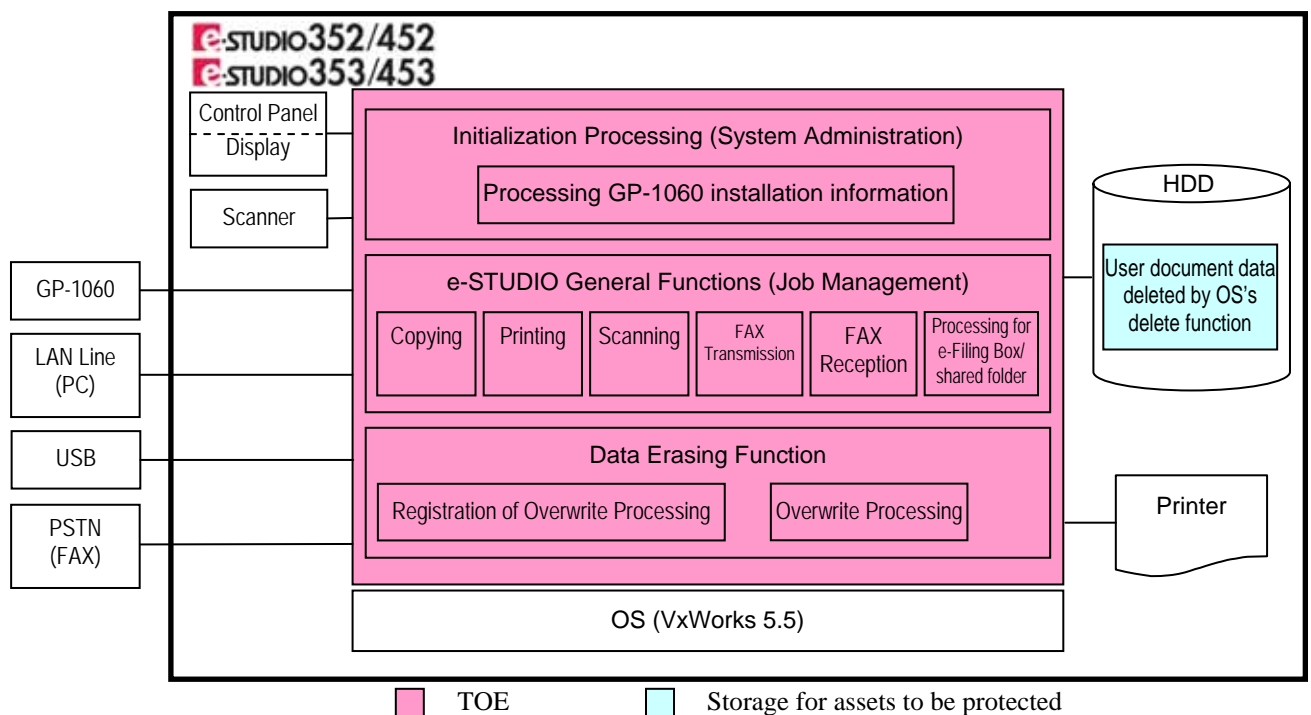 e-STUDIO352/452
e-STUDIO353/453
Control Panel
Display
Scanner
GP-1060
LAN Line
(PC)
USB
PSTN
(FAX)
Initialization Processing (System Administration)
Processing GP-1060 installation information
e-STUDIO General Functions (Job Management)
Copying
Printing
Scanning
FAX
Transmission
FAX
Reception
Processing for
e-Filing Box/
shared folder
Data Erasing Function
Registration of Overwrite Processing
Overwrite Processing
OS (VxWorks 5.5)
HDD
User document data
deleted by OS's
delete function
Printer
TOE
Storage for assets to be protected